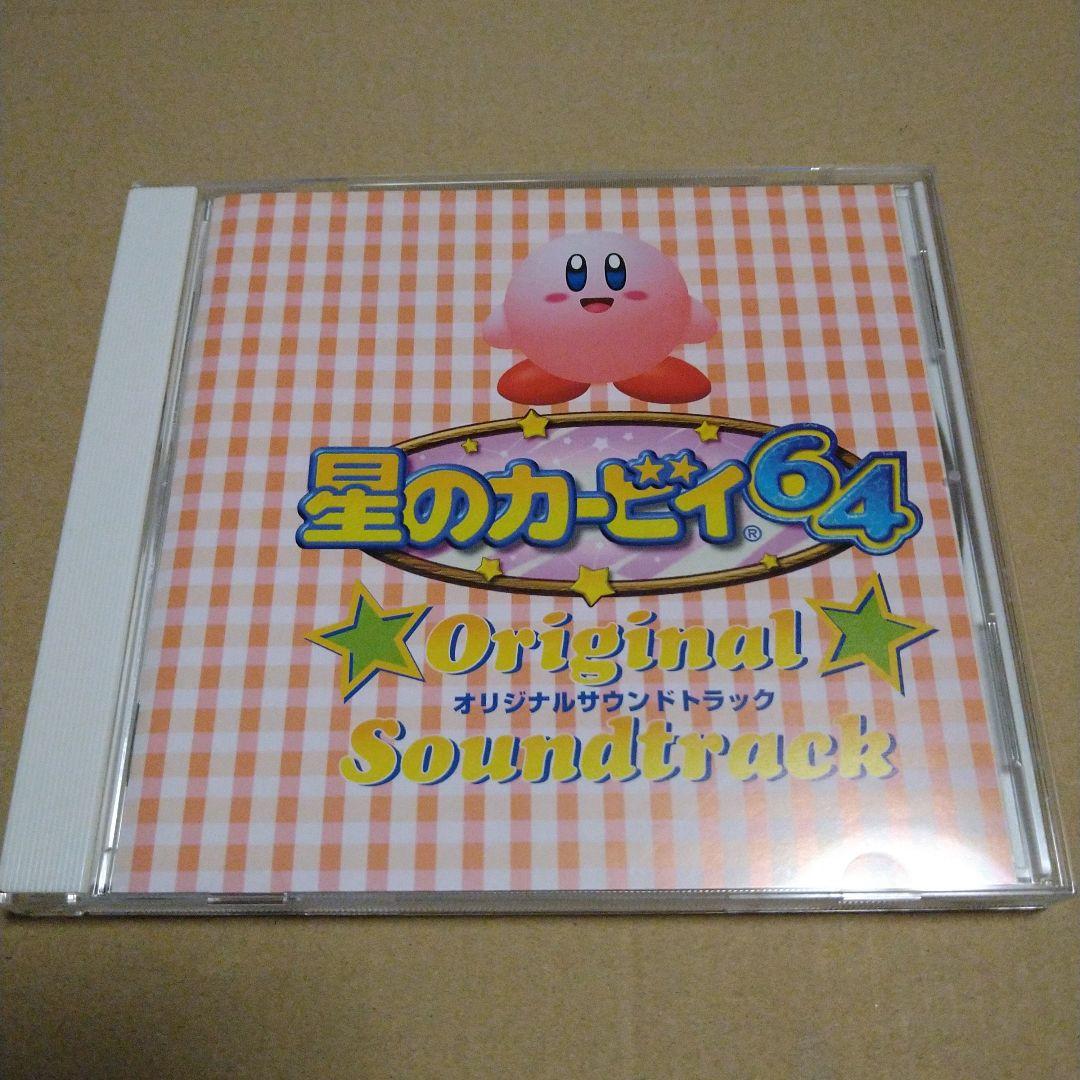 星のカービィ64®
Original
オリジナルサウンドトラック
Soundtrack